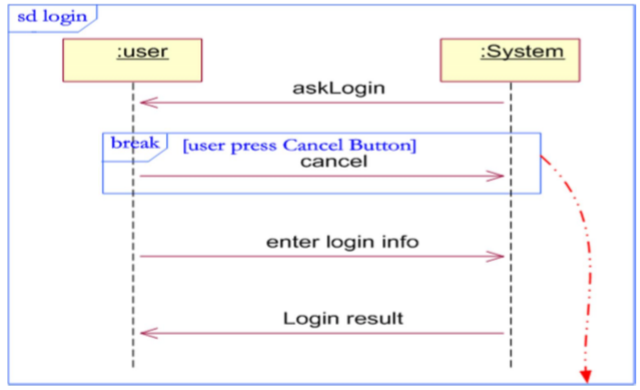 sd login
:user
:System
askLogin
break [user press Cancel Button]
cancel
enter login info
Login result